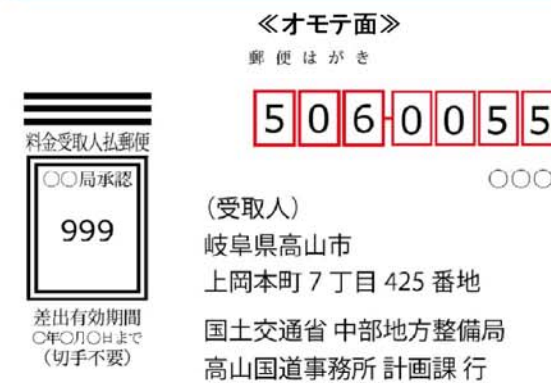 ≪オモテ面≫
郵便はがき
506-0055
○○○
料金受取人払郵便
○○局承認
999
差出有効期間
○年○月○日まで
(切手不要)
(受取人)
岐阜県高山市
上岡本町7丁目425番地
国土交通省 中部地方整備局
高山国道事務所 計画課 行